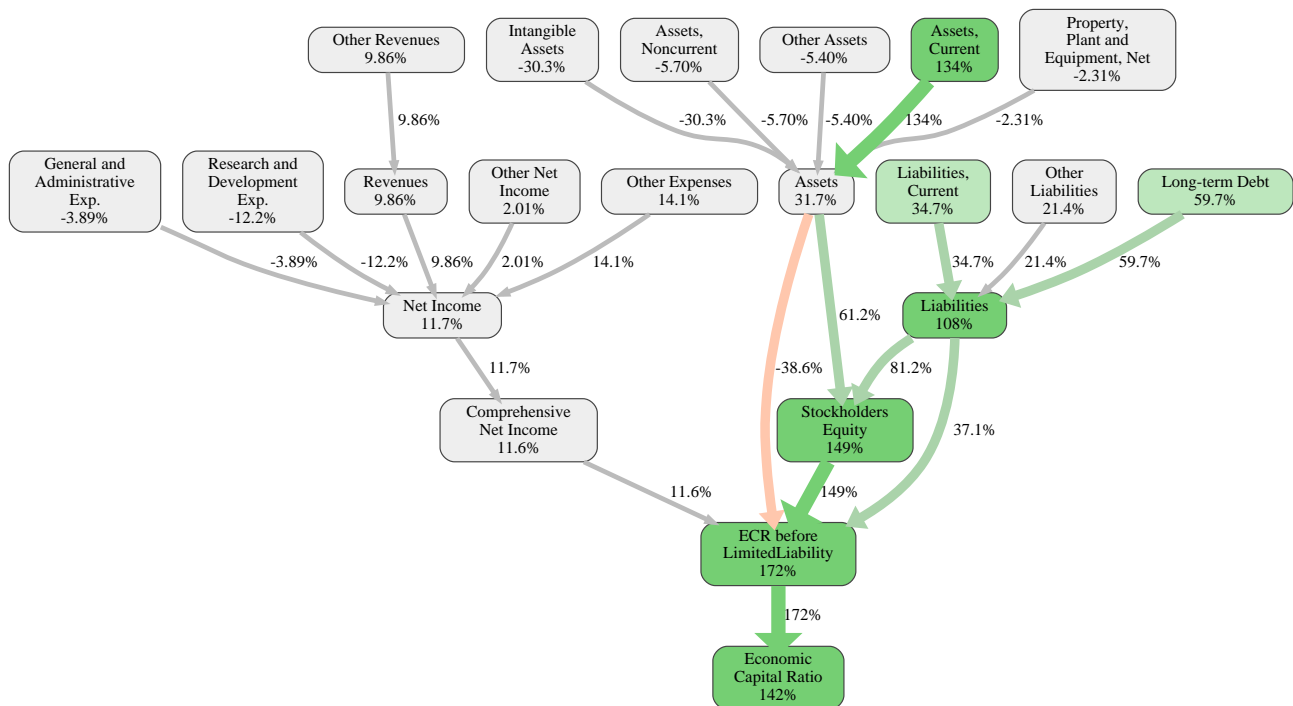 Other Revenues
9.86%
Intangible
Assets
-30.3%
Assets,
Noncurrent
-5.70%
Other Assets
-5.40%
Assets,
Current
134%
Property,
Plant and
Equipment, Net
-2.31%
9.86%
-30.3%
-5.70%
-5.40%
134%
-2.31%
General and
Administrative
Exp.
-3.89%
Research and
Development
Exp.
-12.2%
Revenues
9.86%
Other Net
Income
2.01%
Other Expenses
14.1%
Assets
31.7%
Liabilities,
Current
34.7%
Other
Liabilities
21.4%
Long-term Debt
59.7%
-3.89%
-12.2%
9.86%
2.01%
14.1%
34.7%
21.4%
59.7%
Net Income
11.7%
Liabilities
108%
61.2%
11.7%
-38.6%
81.2%
Comprehensive
Net Income
11.6%
Stockholders
Equity
149%
37.1%
11.6%
149%
ECR before
LimitedLiability
172%
172%
Economic
Capital Ratio
142%